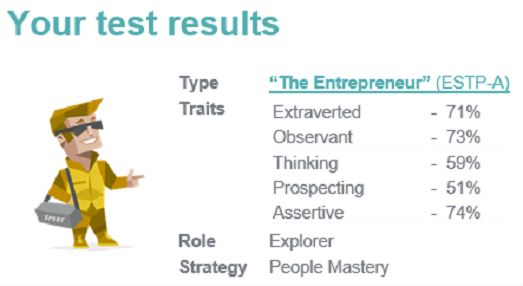 Your test results
Type "The Entrepreneur" (ESTP-A)
Traits Extraverted - 71%
Observant - 73%
Thinking - 59%
Prospecting - 51%
Assertive - 74%
Role Explorer
Strategy People Mastery